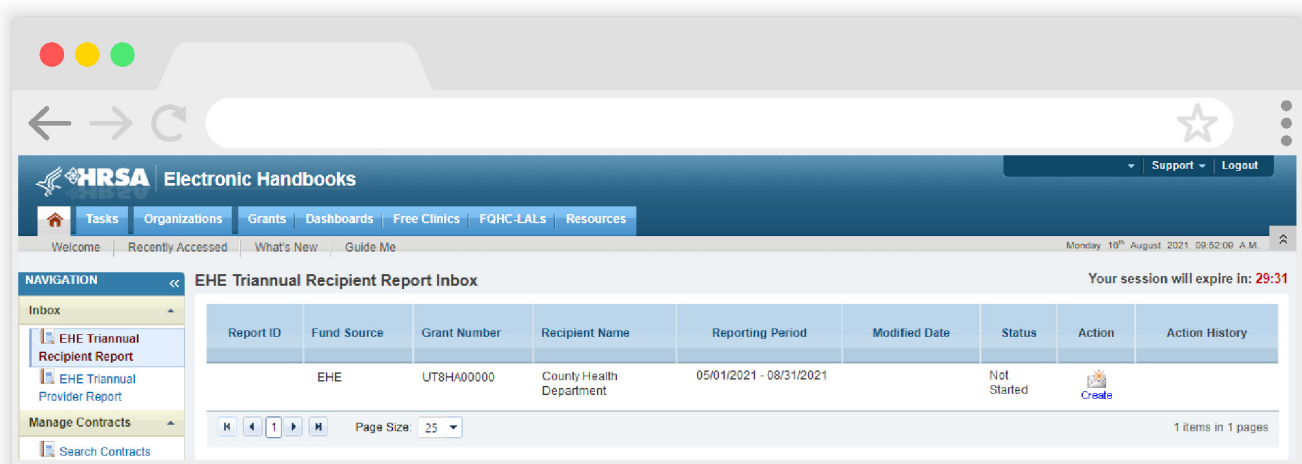 Support Logout
HRSA Electronic Handbooks
Tasks Organizations Grants Dashboards Free Clinics FQHC-LALs Resources
Welcome Recently Accessed What's New Guide Me Monday 16th August 2021 09:52:09 A.M.
NAVIGATION «
EHE Triannual Recipient Report Inbox Your session will expire in: 29:31
Inbox
EHE Triannual
Recipient Report
EHE Triannual
Provider Report
Manage Contracts
Search Contracts
Report ID Fund Source Grant Number Recipient Name Reporting Period Modified Date Status Action Action History
EHE UT8HA00000 County Health 05/01/2021 - 08/31/2021 Not
Department Started Create
1 Page Size: 25 1 items in 1 pages